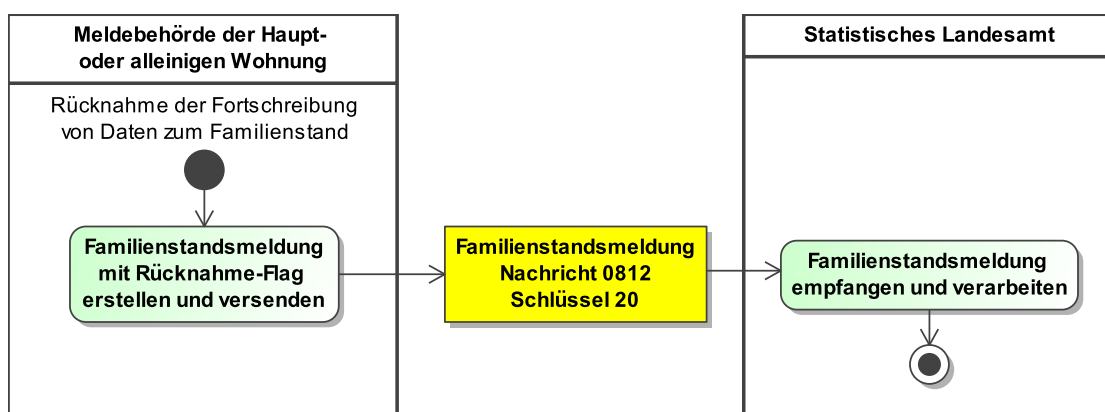 Meldebehörde der Haupt-
oder alleinigen Wohnung
Rücknahme der Fortschreibung
von Daten zum Familienstand
Familienstandsmeldung
mit Rücknahme-Flag
erstellen und versenden
Familienstandsmeldung
Nachricht 0812
Schlüssel 20
Statistisches Landesamt
Familienstandsmeldung
empfangen und verarbeiten